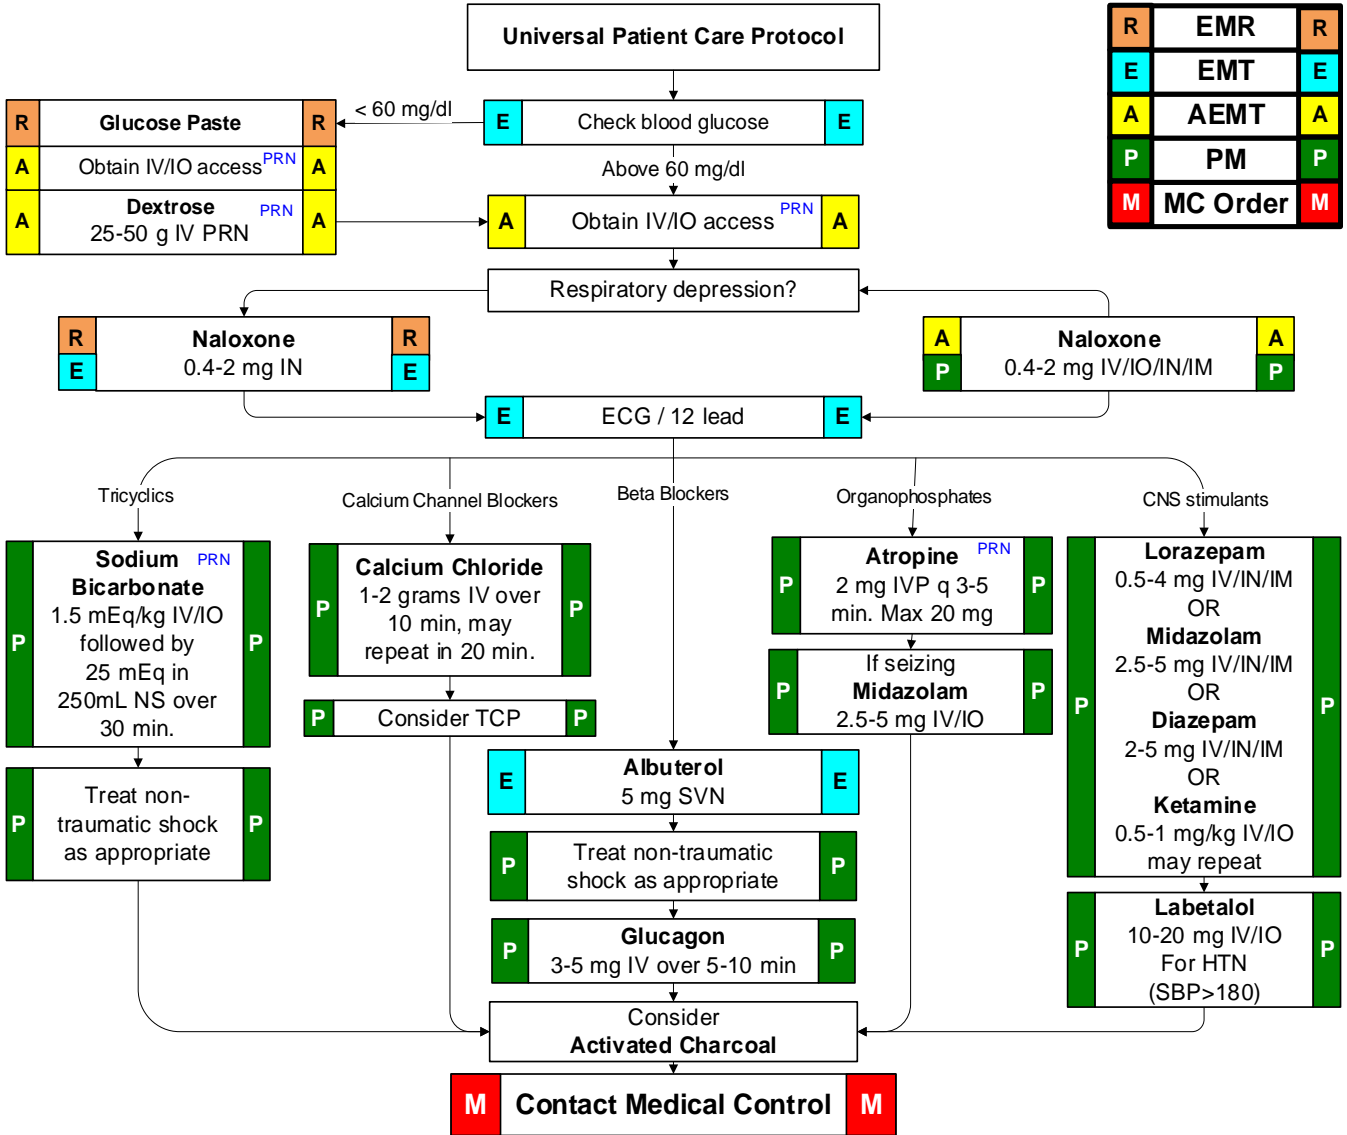 Universal Patient Care Protocol
R EMR R
E EMT E
A AEMT A
P PM P
M MC Order M
R Glucose Paste R
< 60 mg/dl
E Check blood glucose E
A Obtain IV/IO access PRN A
Above 60 mg/dl
A Dextrose PRN A
25-50 g IV PRN
A Obtain IV/IO access PRN A
Respiratory depression?
R Naloxone R
E 0.4-2 mg IN E
A Naloxone A
P 0.4-2 mg IV/IO/IN/IM P
E ECG / 12 lead E
Tricyclics
P Sodium PRN P
Bicarbonate
1.5 mEq/kg IV/IO
followed by
25 mEq in
250mL NS over
30 min.
P Treat non- P
traumatic shock
as appropriate
Calcium Channel Blockers
P Calcium Chloride P
1-2 grams IV over
10 min, may
repeat in 20 min.
P Consider TCP P
Beta Blockers
E Albuterol E
5 mg SVN
P Treat non-traumatic P
shock as appropriate
P Glucagon P
3-5 mg IV over 5-10 min
Organophosphates
P Atropine PRN P
2 mg IVP q 3-5
min. Max 20 mg
P If seizing P
Midazolam
2.5-5 mg IV/IO
CNS stimulants
P Lorazepam P
0.5-4 mg IV/IN/IM
OR
Midazolam
2.5-5 mg IV/IN/IM
OR
Diazepam
2-5 mg IV/IN/IM
OR
Ketamine
0.5-1 mg/kg IV/IO
may repeat
P Labetalol P
10-20 mg IV/IO
For HTN
(SBP>180)
Consider
Activated Charcoal
M Contact Medical Control M